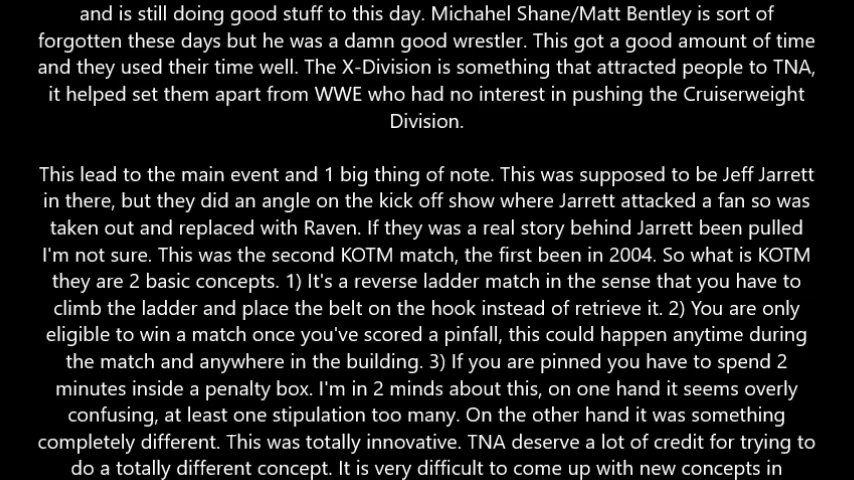 and is still doing good stuff to this day. Michahel Shane/Matt Bentley is sort of
forgotten these days but he was a damn good wrestler. This got a good amount of time
and they used their time well. The X-Division is something that attracted people to TNA,
it helped set them apart from WWE who had no interest in pushing the Cruiserweight
Division.
This lead to the main event and 1 big thing of note. This was supposed to be Jeff Jarrett
in there, but they did an angle on the kick off show where Jarrett attacked a fan so was
taken out and replaced with Raven. If they was a real story behind Jarrett been pulled
I'm not sure. This was the second KOTM match, the first been in 2004. So what is KOTM
they are 2 basic concepts. 1) It's a reverse ladder match in the sense that you have to
climb the ladder and place the belt on the hook instead of retrieve it. 2) You are only
eligible to win a match once you've scored a pinfall, this could happen anytime during
the match and anywhere in the building. 3) If you are pinned you have to spend 2
minutes inside a penalty box. I'm in 2 minds about this, on one hand it seems overly
confusing, at least one stipulation too many. On the other hand it was something
completely different. This was totally innovative. TNA deserve a lot of credit for trying to
do a totally different concept. It is very difficult to come up with new concepts in